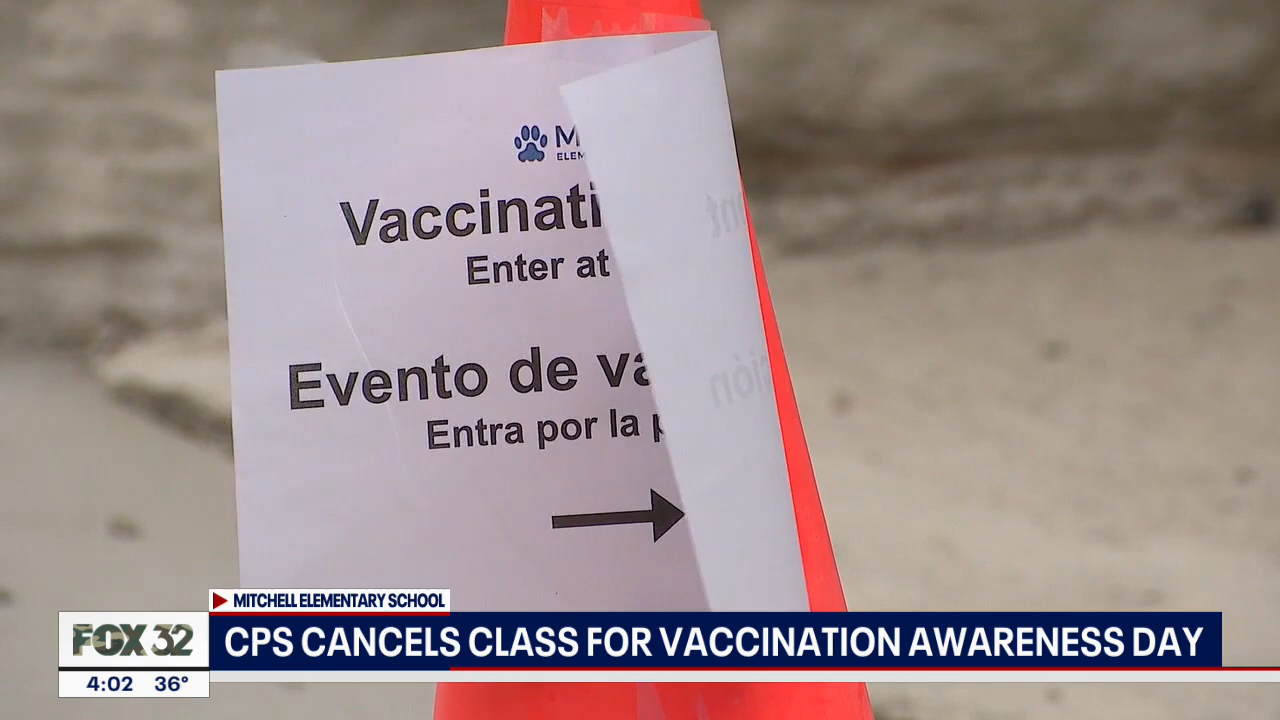 M
ELEM
Vaccinati
Enter at
Evento de va
Entra por la p
MITCHELL ELEMENTARY SCHOOL
FOX 32
CPS CANCELS CLASS FOR VACCINATION AWARENESS DAY
4:02 36°